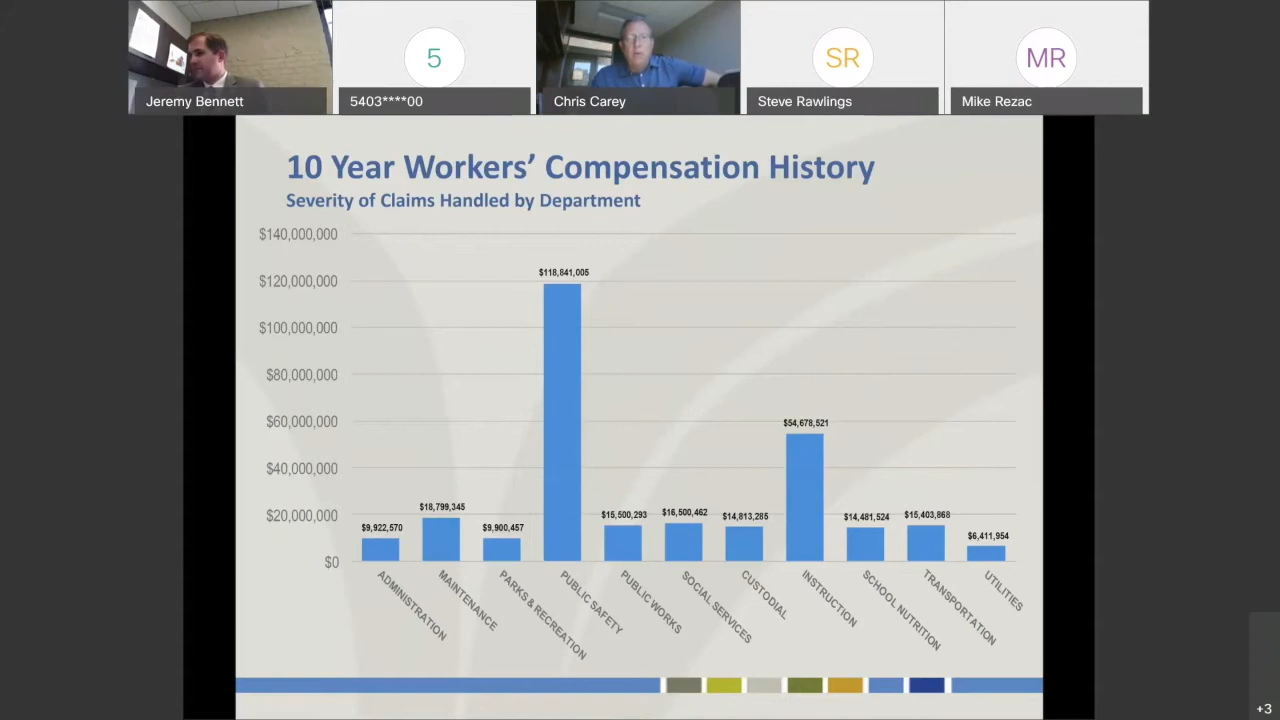 5
SR
MR
Jeremy Bennett
5403****00
Chris Carey
Steve Rawlings
Mike Rezac
10 Year Workers’ Compensation History
Severity of Claims Handled by Department
$140,000,000
$120,000,000
$100,000,000
$80,000,000
$60,000,000
$40,000,000
$20,000,000
$0
$9,922,570
$18,799,345
$9,900,457
$118,841,005
$15,500,293
$16,500,462
$14,813,285
$54,678,521
$14,481,524
$15,403,868
$6,411,954
ADMINISTRATION
MAINTENANCE
PARKS & RECREATION
PUBLIC SAFETY
PUBLIC WORKS
SOCIAL SERVICES
CUSTODIAL
INSTRUCTION
SCHOOL NUTRITION
TRANSPORTATION
UTILITIES
+3